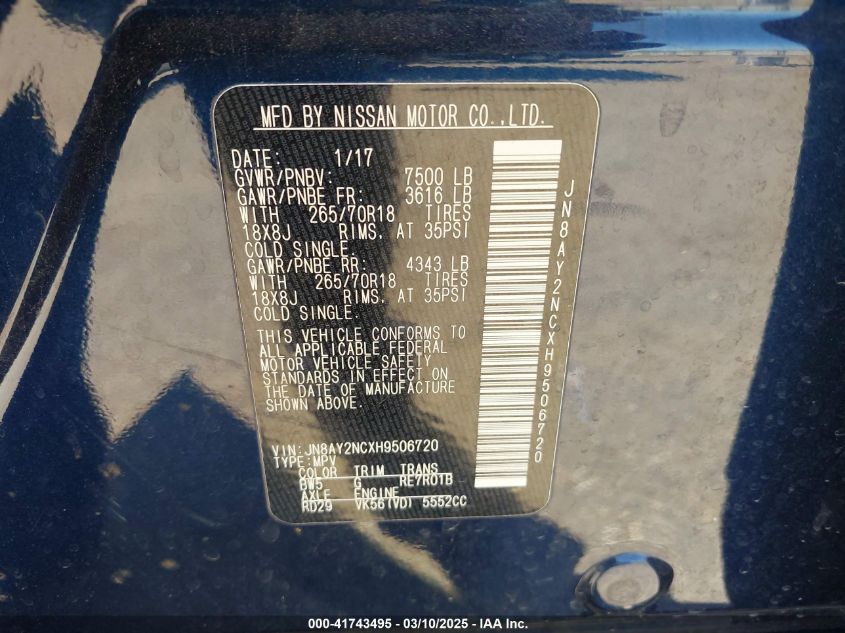 MFD BY NISSAN MOTOR CO.,LTD.
DATE: 1/17
GVWR/PNBV: 7500 LB
GAWR/PNBE FR: 3616 LB
WITH 265/70R18 TIRES
18X8J RIMS, AT 35PSI
COLD SINGLE.
GAWR/PNBE RR: 4343 LB
WITH 265/70R18 TIRES
18X8J RIMS, AT 35PSI
COLD SINGLE.
THIS VEHICLE CONFORMS TO
ALL APPLICABLE FEDERAL
MOTOR VEHICLE SAFETY
STANDARDS IN EFFECT ON
THE DATE OF MANUFACTURE
SHOWN ABOVE.
VIN:JN8AY2NCXH9506720
TYPE:MPV
COLOR TRIM TRANS
BW5 G RE7R01B
AXLE ENGINE
RD29 VK56(VD) 5552CC
JN8AY2NCXH9506720
000-41743495 - 03/10/2025 - IAA Inc.